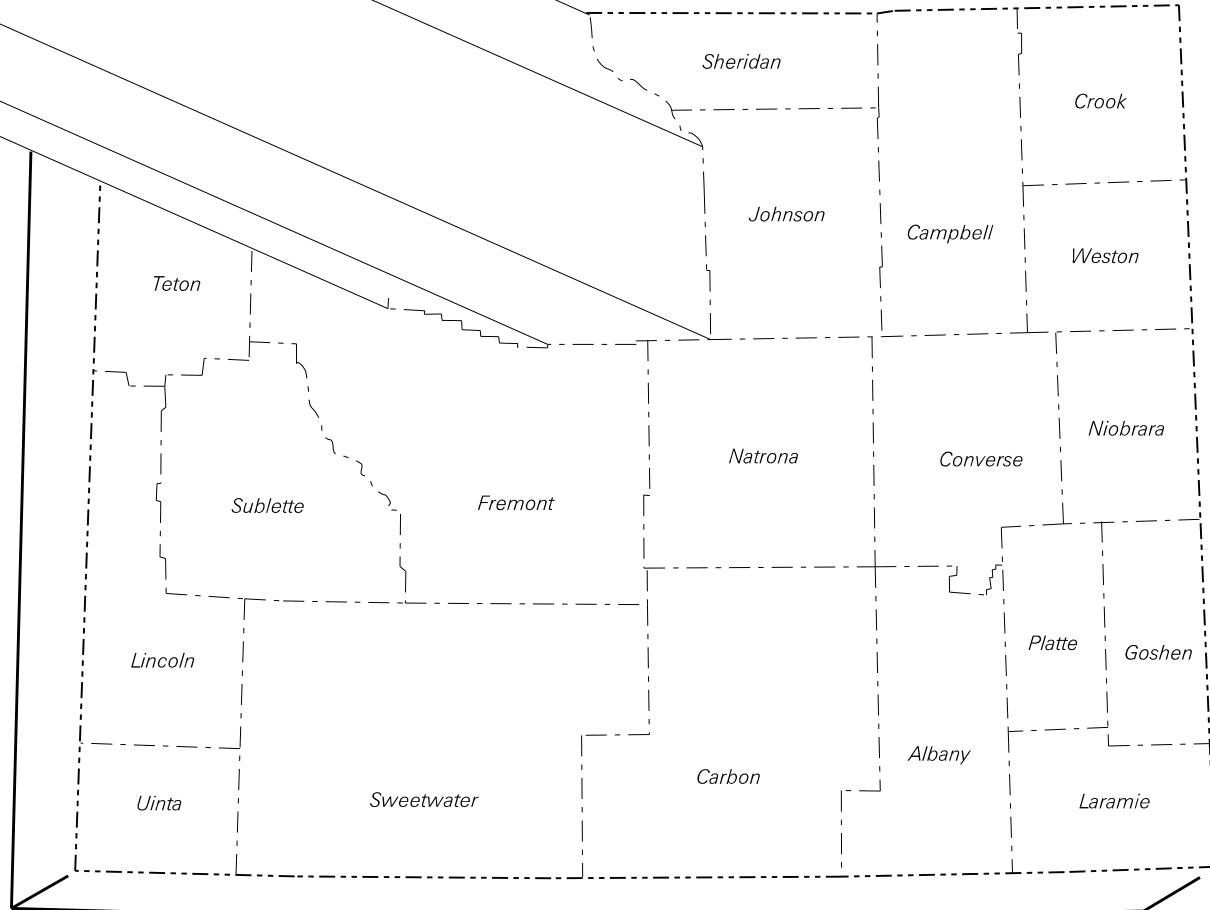 Sheridan
Crook
Johnson
Campbell
Weston
Teton
Niobrara
Natrona
Converse
Sublette
Fremont
Platte
Goshen
Lincoln
Albany
Carbon
Sweetwater
Uinta
Laramie